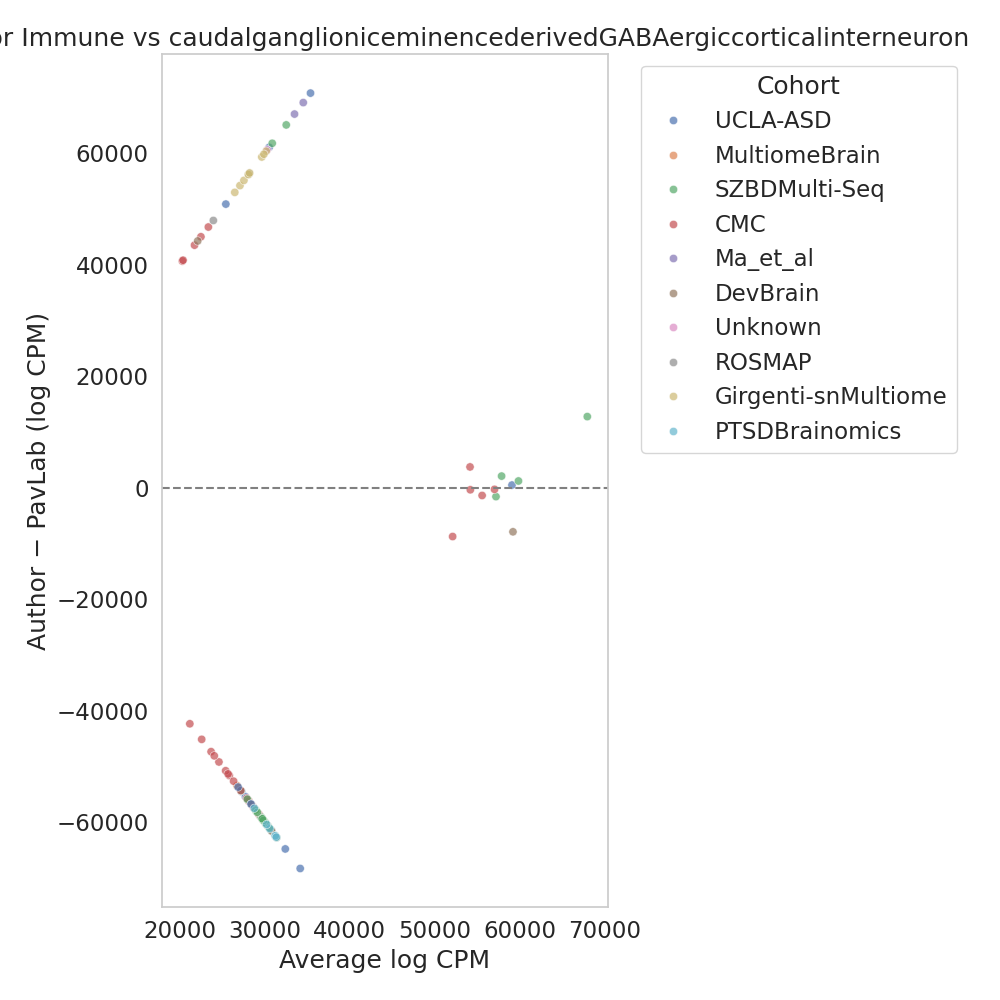 or Immune vs caudalganglioniceminencederivedGABAergiccorticalinterneuron
Author − PavLab (log CPM)
60000
40000
20000
0
−20000
−40000
−60000
20000 30000 40000 50000 60000 70000
Average log CPM
Cohort
UCLA-ASD
MultiomeBrain
SZBDMulti-Seq
CMC
Ma_et_al
DevBrain
Unknown
ROSMAP
Girgenti-snMultiome
PTSDBrainomics